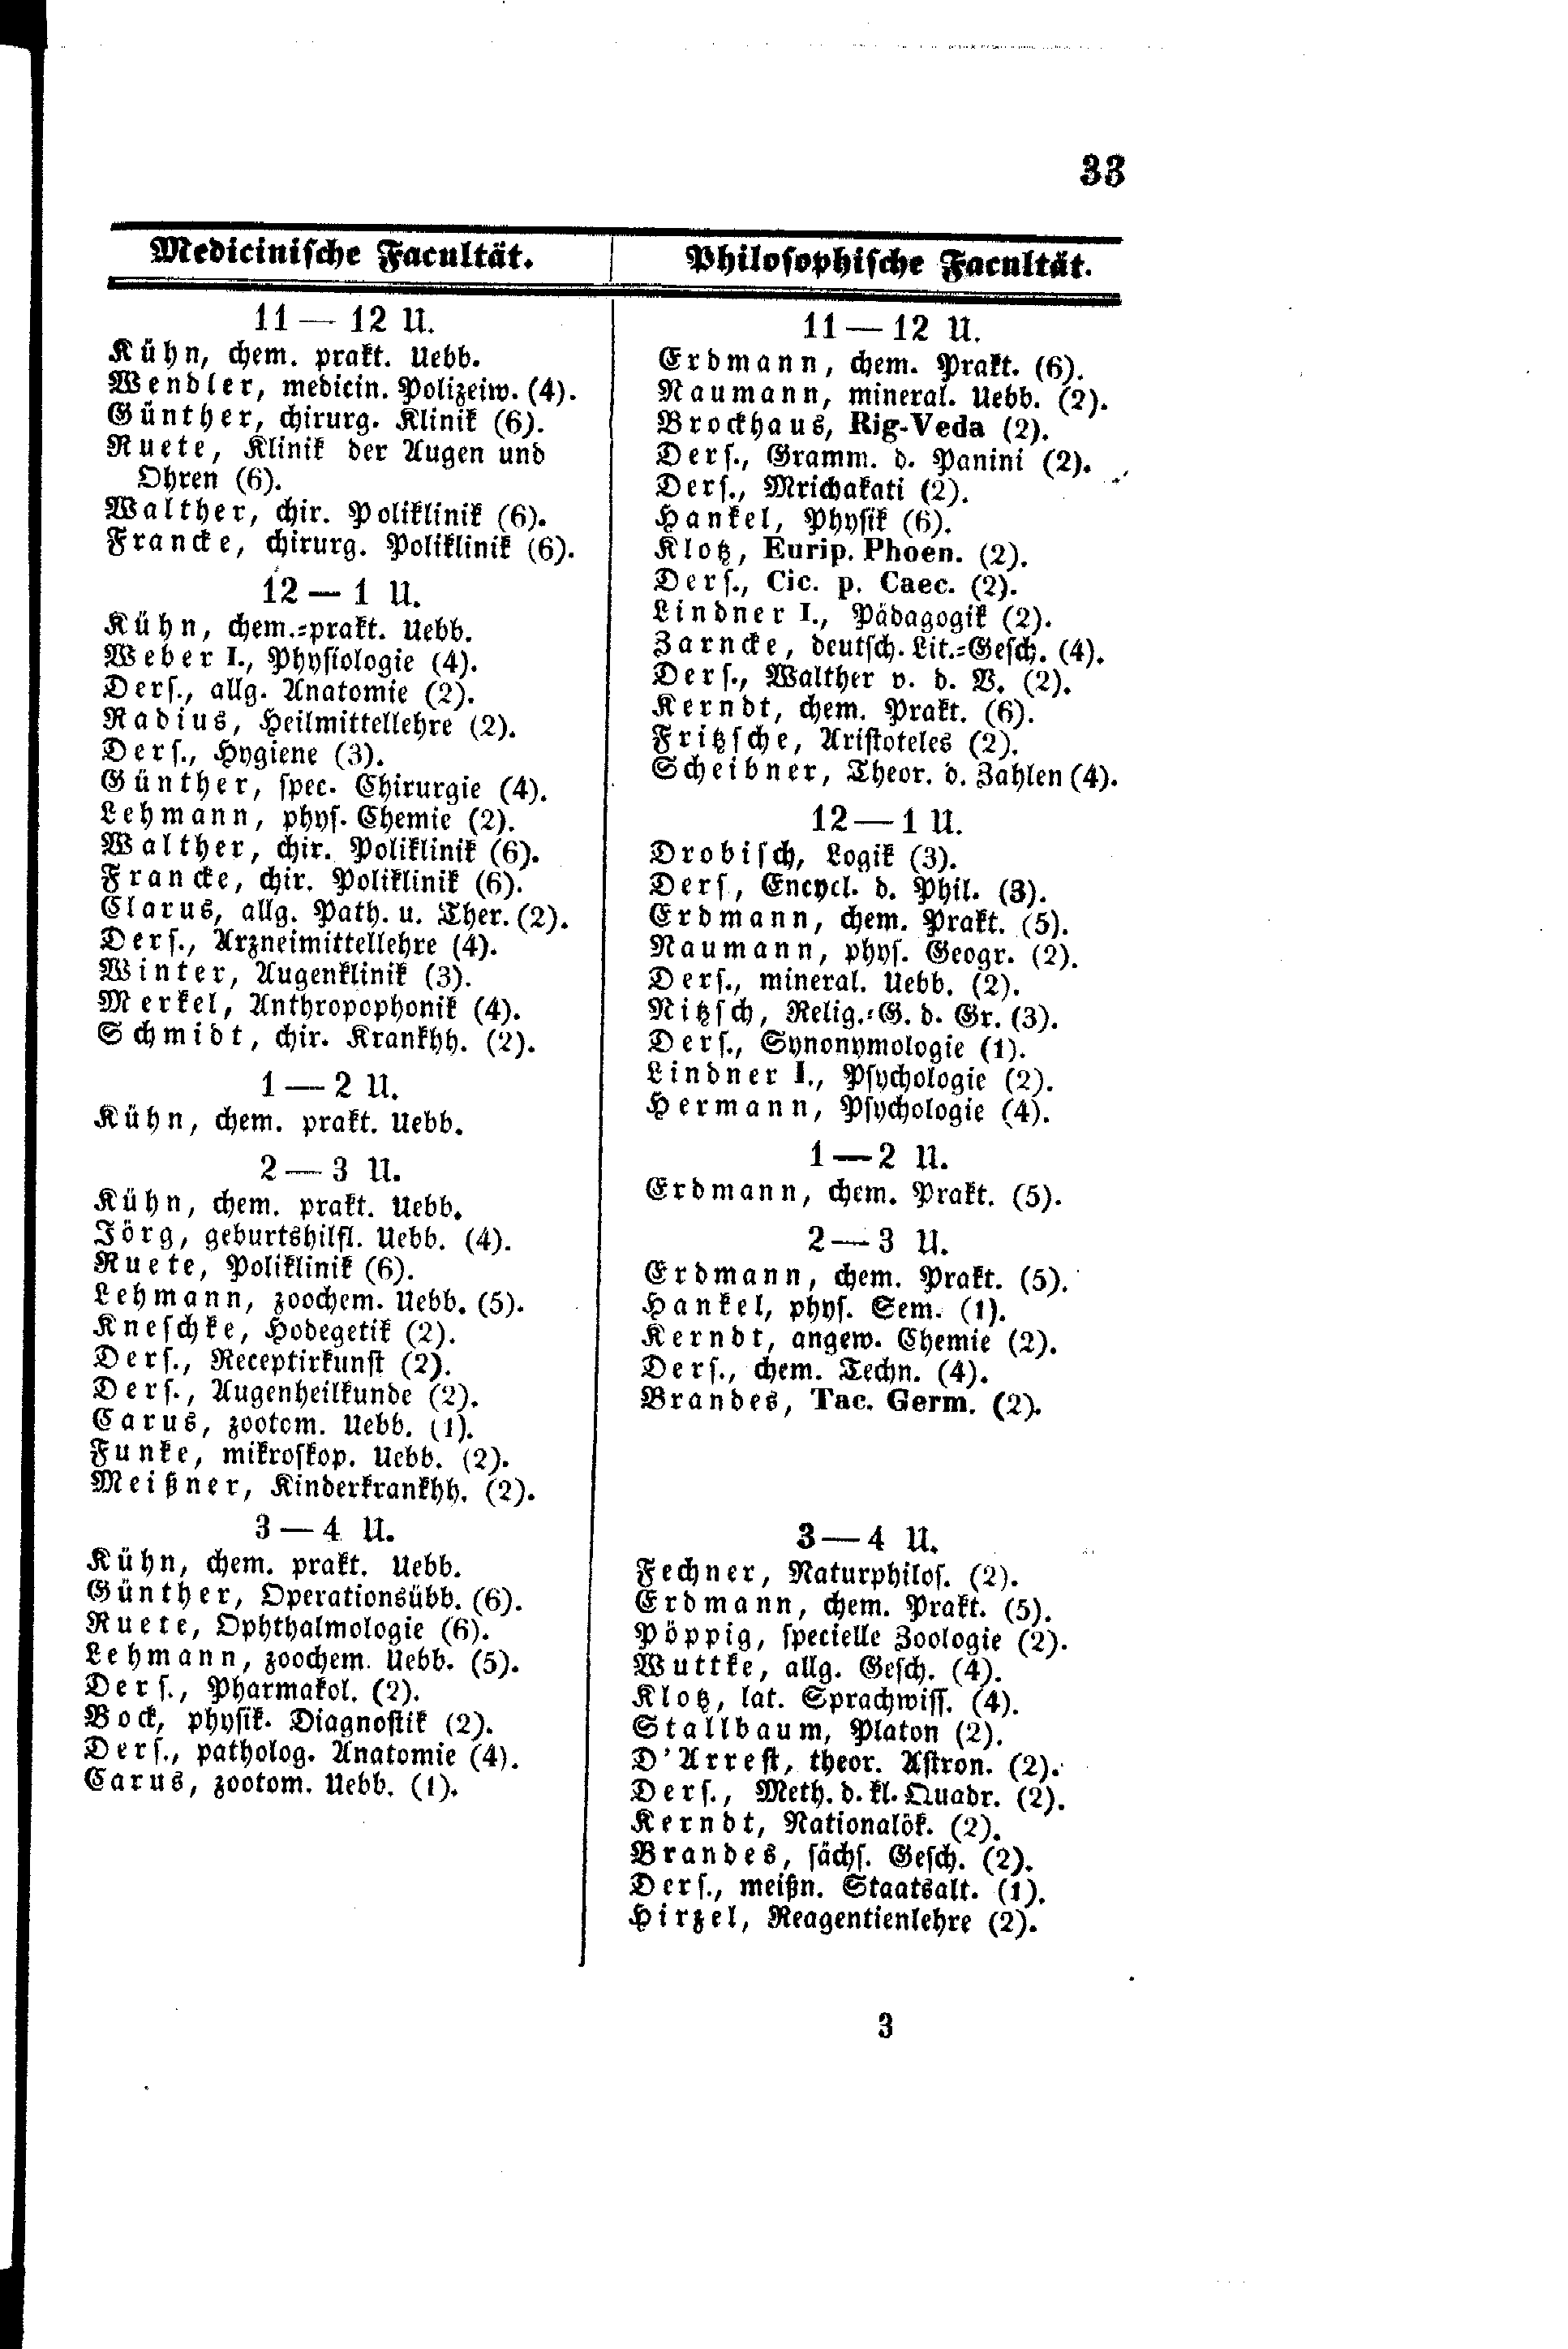 33
Medicinische Facultät.
11 — 12 U.
Kühn, chem. prakt. Uebb.
Wendler, medicin. Polizeiw. (4).
Günther, chirurg. Klinik (6).
Ruete, Klinik der Augen und
Ohren (6).
Walther, chir. Poliklinik (6).
Francke, chirurg. Poliklinik (6).
12 — 1 U.
Kühn, chem.-prakt. Uebb.
Weber I., Physiologie (4).
Ders., allg. Anatomie (2).
Radius, Heilmittellehre (2).
Ders., Hygiene (3).
Günther, spec. Chirurgie (4).
Lehmann, phys. Chemie (2).
Walther, chir. Poliklinik (6).
Francke, chir. Poliklinik (6).
Clarus, allg. Path. u. Ther. (2).
Ders., Arzneimittellehre (4).
Winter, Augenklinik (3).
Merkel, Anthropophonik (4).
Schmidt, chir. Krankhh. (2).
1 — 2 U.
Kühn, chem. prakt. Uebb.
2 — 3 U.
Kühn, chem. prakt. Uebb.
Jörg, geburtshilfl. Uebb. (4).
Ruete, Poliklinik (6).
Lehmann, zoochem. Uebb. (5).
Kneschke, Hodegetik (2).
Ders., Receptirkunst (2).
Ders., Augenheilkunde (2).
Carus, zootom. Uebb. (1).
Funke, mikroskop. Uebb. (2).
Meißner, Kinderkrankhh. (2).
3 — 4 U.
Kühn, chem. prakt. Uebb.
Günther, Operationsübb. (6).
Ruete, Ophthalmologie (6).
Lehmann, zoochem. Uebb. (5).
Ders., Pharmakol. (2).
Bock, physik. Diagnostik (2).
Ders., patholog. Anatomie (4).
Carus, zootom. Uebb. (1).
Philosophische Facultät.
11 — 12 U.
Erdmann, chem. Prakt. (6).
Naumann, mineral. Uebb. (2).
Brockhaus, Rig-Veda (2).
Ders., Gramm. d. Panini (2).
Ders., Mrichakati (2).
Hankel, Physik (6).
Klotz, Eurip. Phoen. (2).
Ders., Cic. p. Caec. (2).
Lindner I., Pädagogik (2).
Zarncke, deutsch. Lit.-Gesch. (4).
Ders., Walther v. d. V. (2).
Kerndt, chem. Prakt. (6).
Fritzsche, Aristoteles (2).
Scheibner, Theor. d. Zahlen (4).
12 — 1 U.
Drobisch, Logik (3).
Ders, Encycl. d. Phil. (3).
Erdmann, chem. Prakt. (5).
Naumann, phys. Geogr. (2).
Ders., mineral. Uebb. (2).
Nitzsch, Relig.-G. d. Gr. (3).
Ders., Synonymologie (1).
Lindner I., Psychologie (2).
Hermann, Psychologie (4).
1 — 2 U.
Erdmann, chem. Prakt. (5).
2 — 3 U.
Erdmann, chem. Prakt. (5).
Hankel, phys. Sem. (1).
Kerndt, angew. Chemie (2).
Ders., chem. Techn. (4).
Brandes, Tac. Germ. (2).
3 — 4 U.
Fechner, Naturphilos. (2).
Erdmann, chem. Prakt. (5).
Pöppig, specielle Zoologie (2).
Wuttke, allg. Gesch. (4).
Klotz, lat. Sprachwiss. (4).
Stallbaum, Platon (2).
D'Arrest, theor. Astron. (2).
Ders., Meth. d. kl. Quadr. (2).
Kerndt, Nationalök. (2).
Brandes, sächs. Gesch. (2).
Ders., meißn. Staatsalt. (1).
Hirzel, Reagentienlehre (2).
3